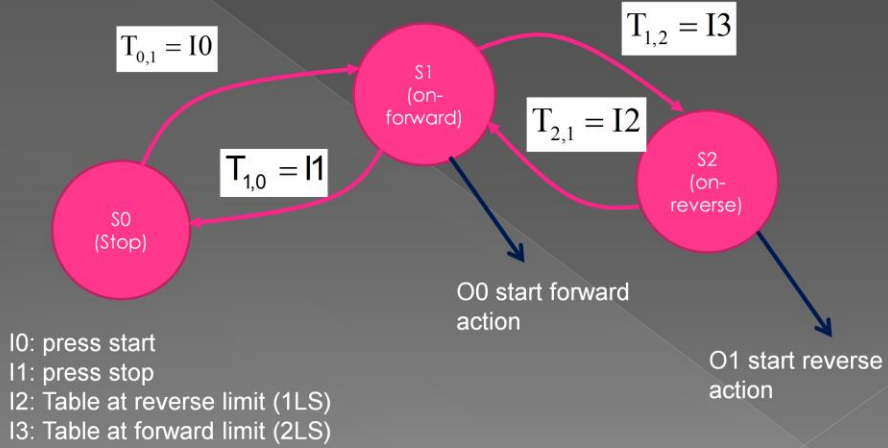 T0,1 = I0
T1,2 = I3
S1
(on-
forward)
T2,1 = I2
S2
(on-
reverse)
T1,0 = I1
S0
(Stop)
O0 start forward
action
O1 start reverse
action
I0: press start
I1: press stop
I2: Table at reverse limit (1LS)
I3: Table at forward limit (2LS)